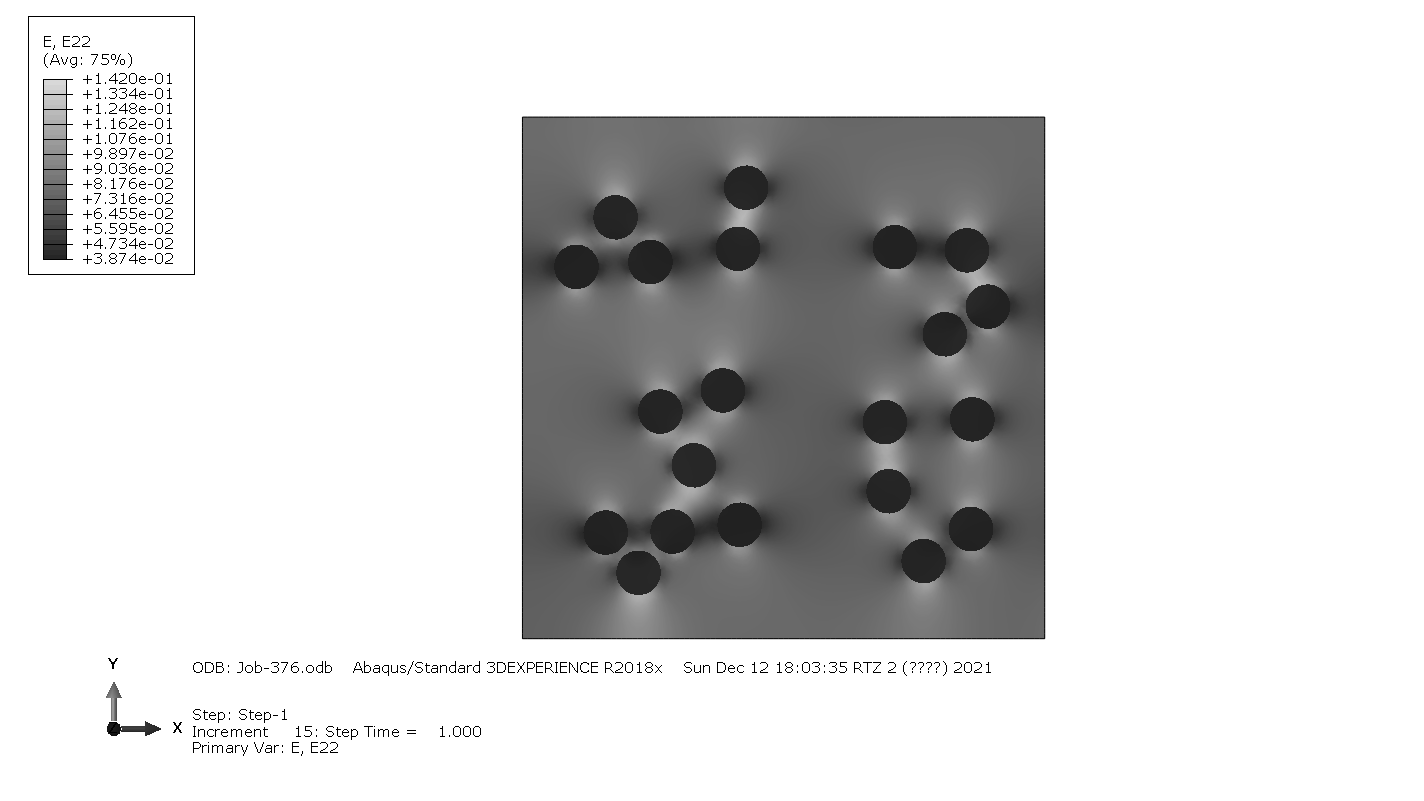 E, E22
(Avg: 75%)
+1.420e-01
+1.334e-01
+1.248e-01
+1.162e-01
+1.076e-01
+9.897e-02
+9.036e-02
+8.176e-02
+7.316e-02
+6.455e-02
+5.595e-02
+4.734e-02
+3.874e-02
Y
X
ODB: Job-376.odb Abaqus/Standard 3DEXPERIENCE R2018x Sun Dec 12 18:03:35 RTZ 2 (????) 2021
Step: Step-1
Increment 15: Step Time = 1.000
Primary Var: E, E22